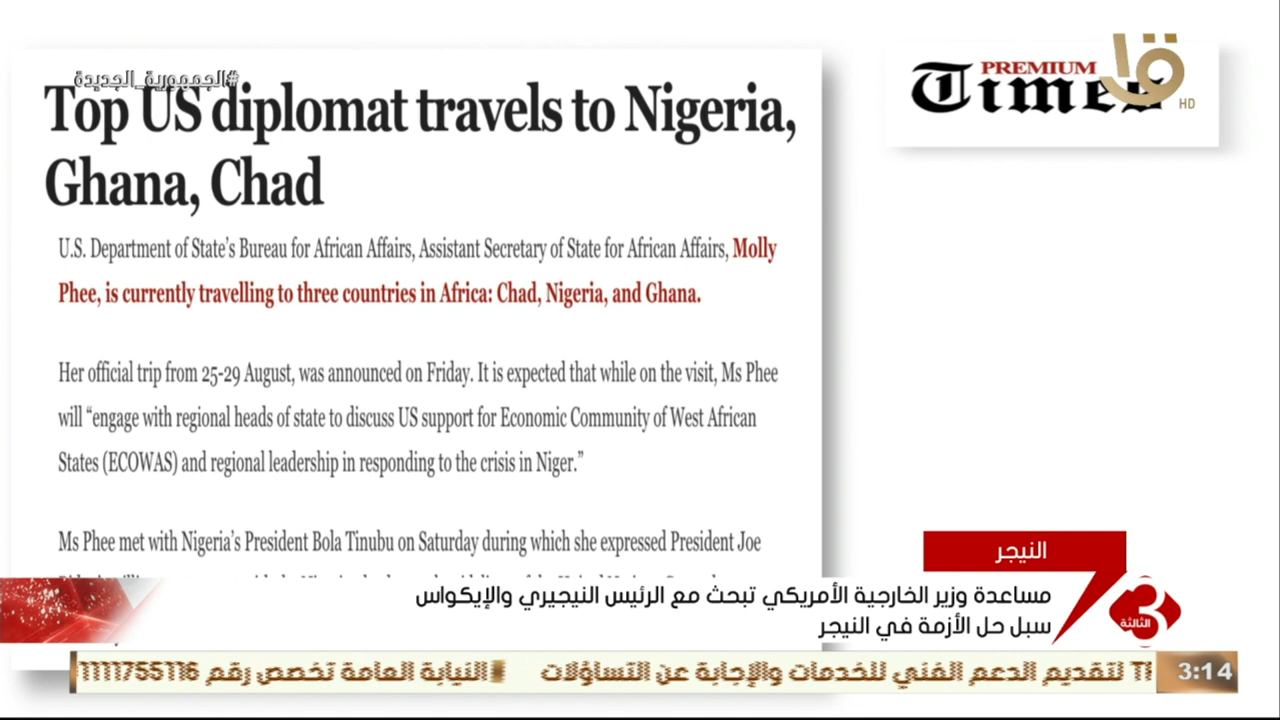 #الجمهورية_الجديدة
Top US diplomat travels to Nigeria,
Ghana, Chad
PREMIUM
Times
HD
U.S. Department of State’s Bureau for African Affairs, Assistant Secretary of State for African Affairs, Molly
Phee, is currently travelling to three countries in Africa: Chad, Nigeria, and Ghana.
Her official trip from 25-29 August, was announced on Friday. It is expected that while on the visit, Ms Phee
will “engage with regional heads of state to discuss US support for Economic Community of West African
States (ECOWAS) and regional leadership in responding to the crisis in Niger.”
Ms Phee met with Nigeria’s President Bola Tinubu on Saturday during which she expressed President Joe
النيجر
مساعدة وزير الخارجية الأمريكي تبحث مع الرئيس النيجيري والإيكواس
سبل حل الأزمة في النيجر
3 الثالثة
لتقديم الدعم الفني للخدمات والإجابة عن التساؤلات النيابة العامة تخصص رقم 11111755116
3:14